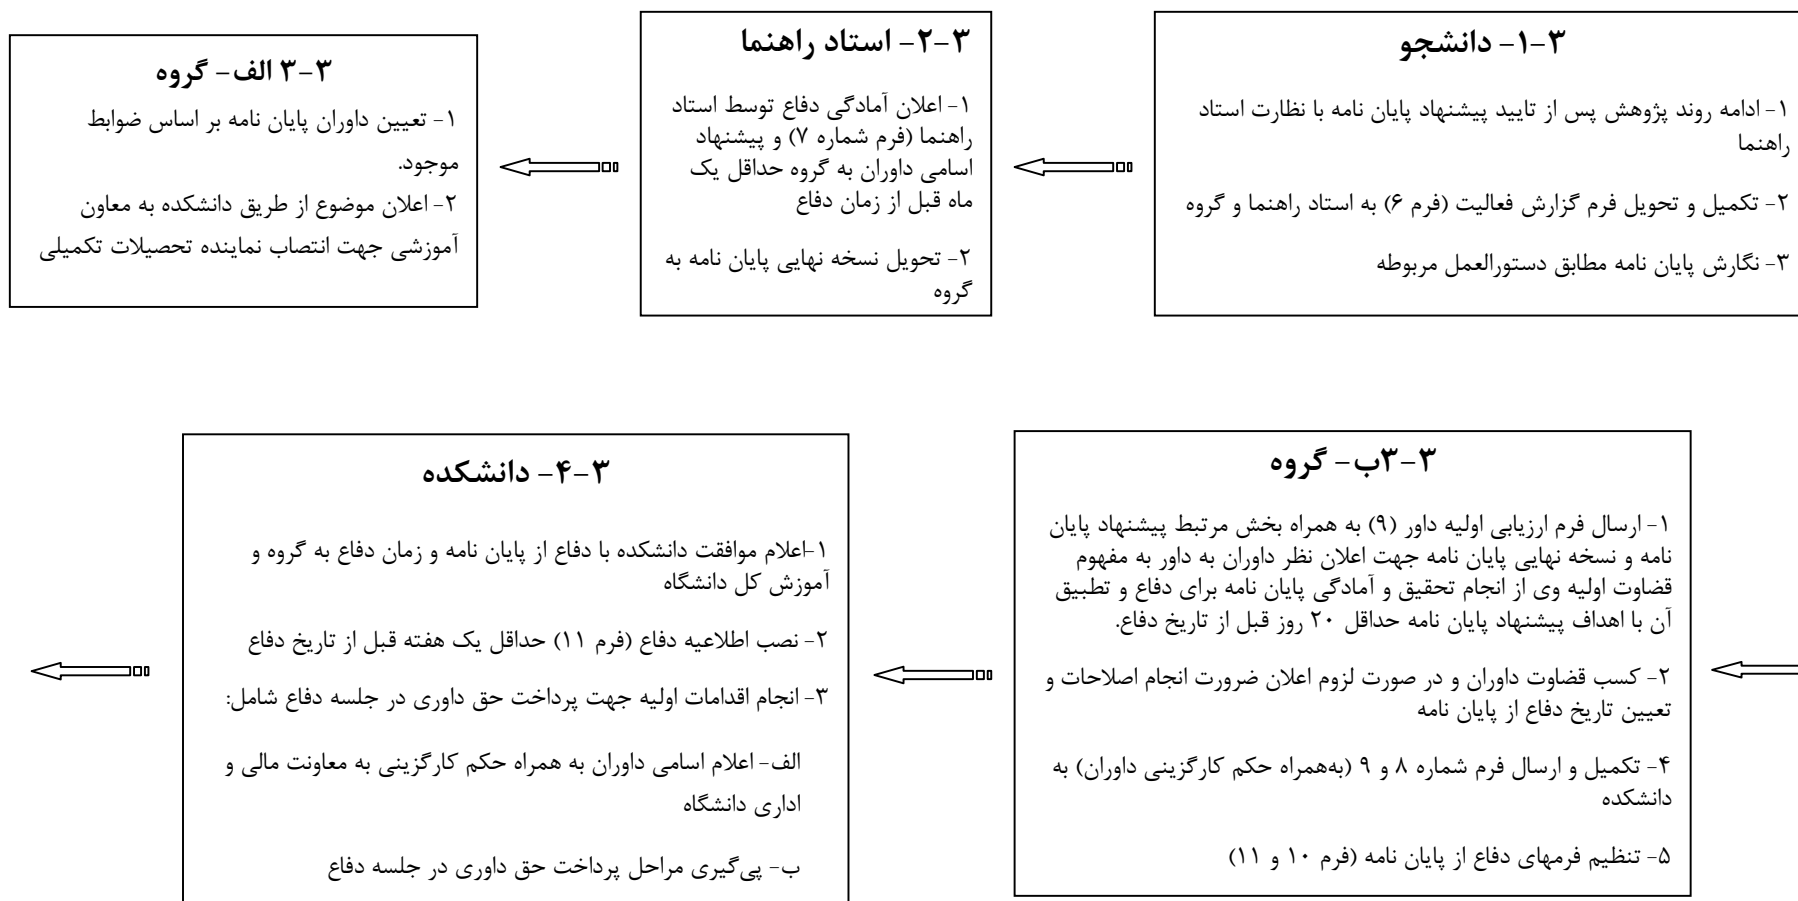 ۳-۱- دانشجو
۱- ادامه روند پژوهش پس از تایید پیشنهاد پایان نامه با نظارت استاد
راهنما
۲- تکمیل و تحویل فرم گزارش فعالیت (فرم ۶) به استاد راهنما و گروه
۳- نگارش پایان نامه مطابق دستورالعمل مربوطه
۳-۲- استاد راهنما
۱- اعلان آمادگی دفاع توسط استاد
راهنما (فرم شماره ۷) و پیشنهاد
اسامی داوران به گروه حداقل یک
ماه قبل از زمان دفاع
۲- تحویل نسخه نهایی پایان نامه به
گروه
۳-۳ الف- گروه
۱- تعیین داوران پایان نامه بر اساس ضوابط
موجود.
۲- اعلان موضوع از طریق دانشکده به معاون
آموزشی جهت انتصاب نماینده تحصیلات تکمیلی
۳-۳ب- گروه
۱- ارسال فرم ارزیابی اولیه داور (۹) به همراه بخش مرتبط پیشنهاد پایان
نامه و نسخه نهایی پایان نامه جهت اعلان نظر داوران به داور به مفهوم
قضاوت اولیه وی از انجام تحقیق و آمادگی پایان نامه برای دفاع و تطبیق
آن با اهداف پیشنهاد پایان نامه حداقل ۲۰ روز قبل از تاریخ دفاع.
۲- کسب قضاوت داوران و در صورت لزوم اعلان ضرورت انجام اصلاحات و
تعیین تاریخ دفاع از پایان نامه
۴- تکمیل و ارسال فرم شماره ۸ و ۹ (به‌همراه حکم کارگزینی داوران) به
دانشکده
۵- تنظیم فرمهای دفاع از پایان نامه (فرم ۱۰ و ۱۱)
۳-۴- دانشکده
۱-اعلام موافقت دانشکده با دفاع از پایان نامه و زمان دفاع به گروه و
آموزش کل دانشگاه
۲- نصب اطلاعیه دفاع (فرم ۱۱) حداقل یک هفته قبل از تاریخ دفاع
۳- انجام اقدامات اولیه جهت پرداخت حق داوری در جلسه دفاع شامل:
الف- اعلام اسامی داوران به همراه حکم کارگزینی به معاونت مالی و
اداری دانشگاه
ب- پی‌گیری مراحل پرداخت حق داوری در جلسه دفاع